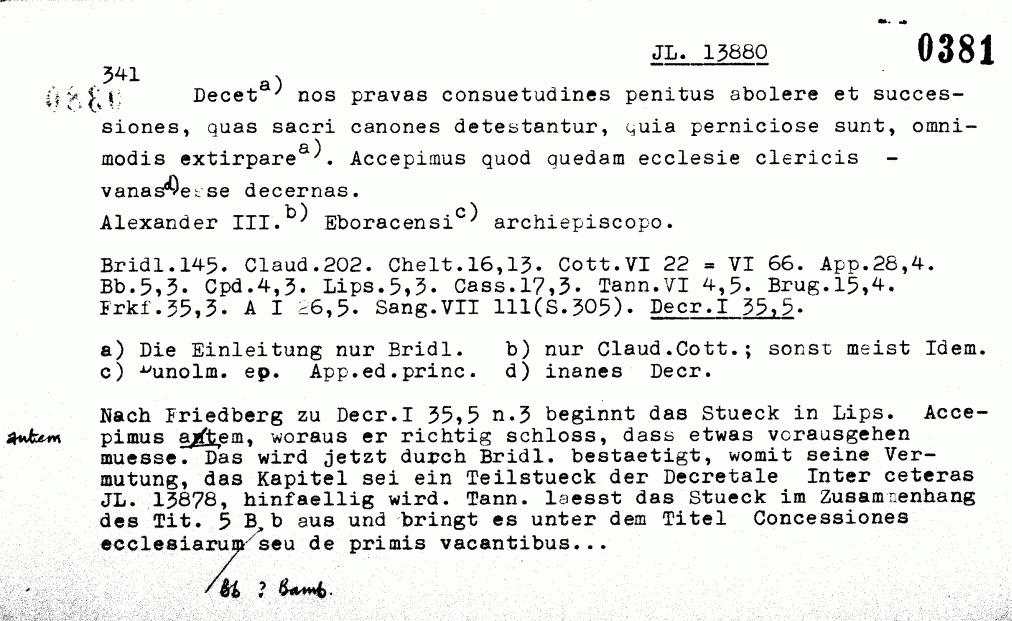 JL. 13880
0381
341
Decet a) nos pravas consuetudines penitus abolere et succes-
siones, quas sacri canones detestantur, quia perniciose sunt, omni-
modis extirpare a). Accepimus quod quedam ecclesie clericis -
vanas d) esse decernas.
Alexander III. b) Eboracensi c) archiepiscopo.
Bridl.145. Claud.202. Chelt.16,13. Cott.VI 22 = VI 66. App.28,4.
Bb.5,3. Cpd.4,3. Lips.5,3. Cass.17,3. Tann.VI 4,5. Brug.15,4.
Frkf.35,3. A I 26,5. Sang.VII 111(S.305). Decr.I 35,5.
a) Die Einleitung nur Bridl. b) nur Claud.Cott.; sonst meist Idem.
c) Dunolm. ep. App.ed.princ. d) inanes Decr.
Nach Friedberg zu Decr.I 35,5 n.3 beginnt das Stueck in Lips. Acce-
autem pimus autem, woraus er richtig schloss, dass etwas vorausgehen
muesse. Das wird jetzt durch Bridl. bestaetigt, womit seine Ver-
mutung, das Kapitel sei ein Teilstueck der Decretale Inter ceteras
JL. 13878, hinfaellig wird. Tann. laesst das Stueck im Zusammenhang
des Tit. 5 B,b aus und bringt es unter dem Titel Concessiones
ecclesiarum seu de primis vacantibus...
Bb ? Bamb.